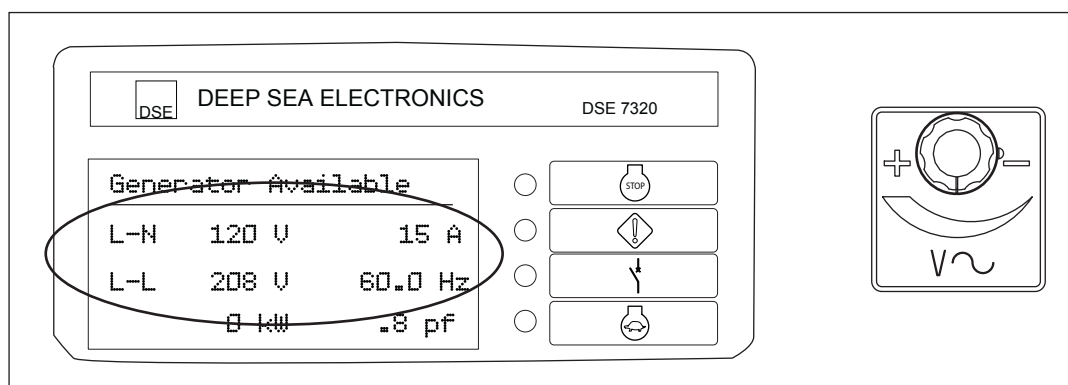 DSE DEEP SEA ELECTRONICS DSE 7320
Generator Available
L-N 120 V 15 A
L-L 208 V 60.0 Hz
0 kW .8 pf
STOP
+ −
V